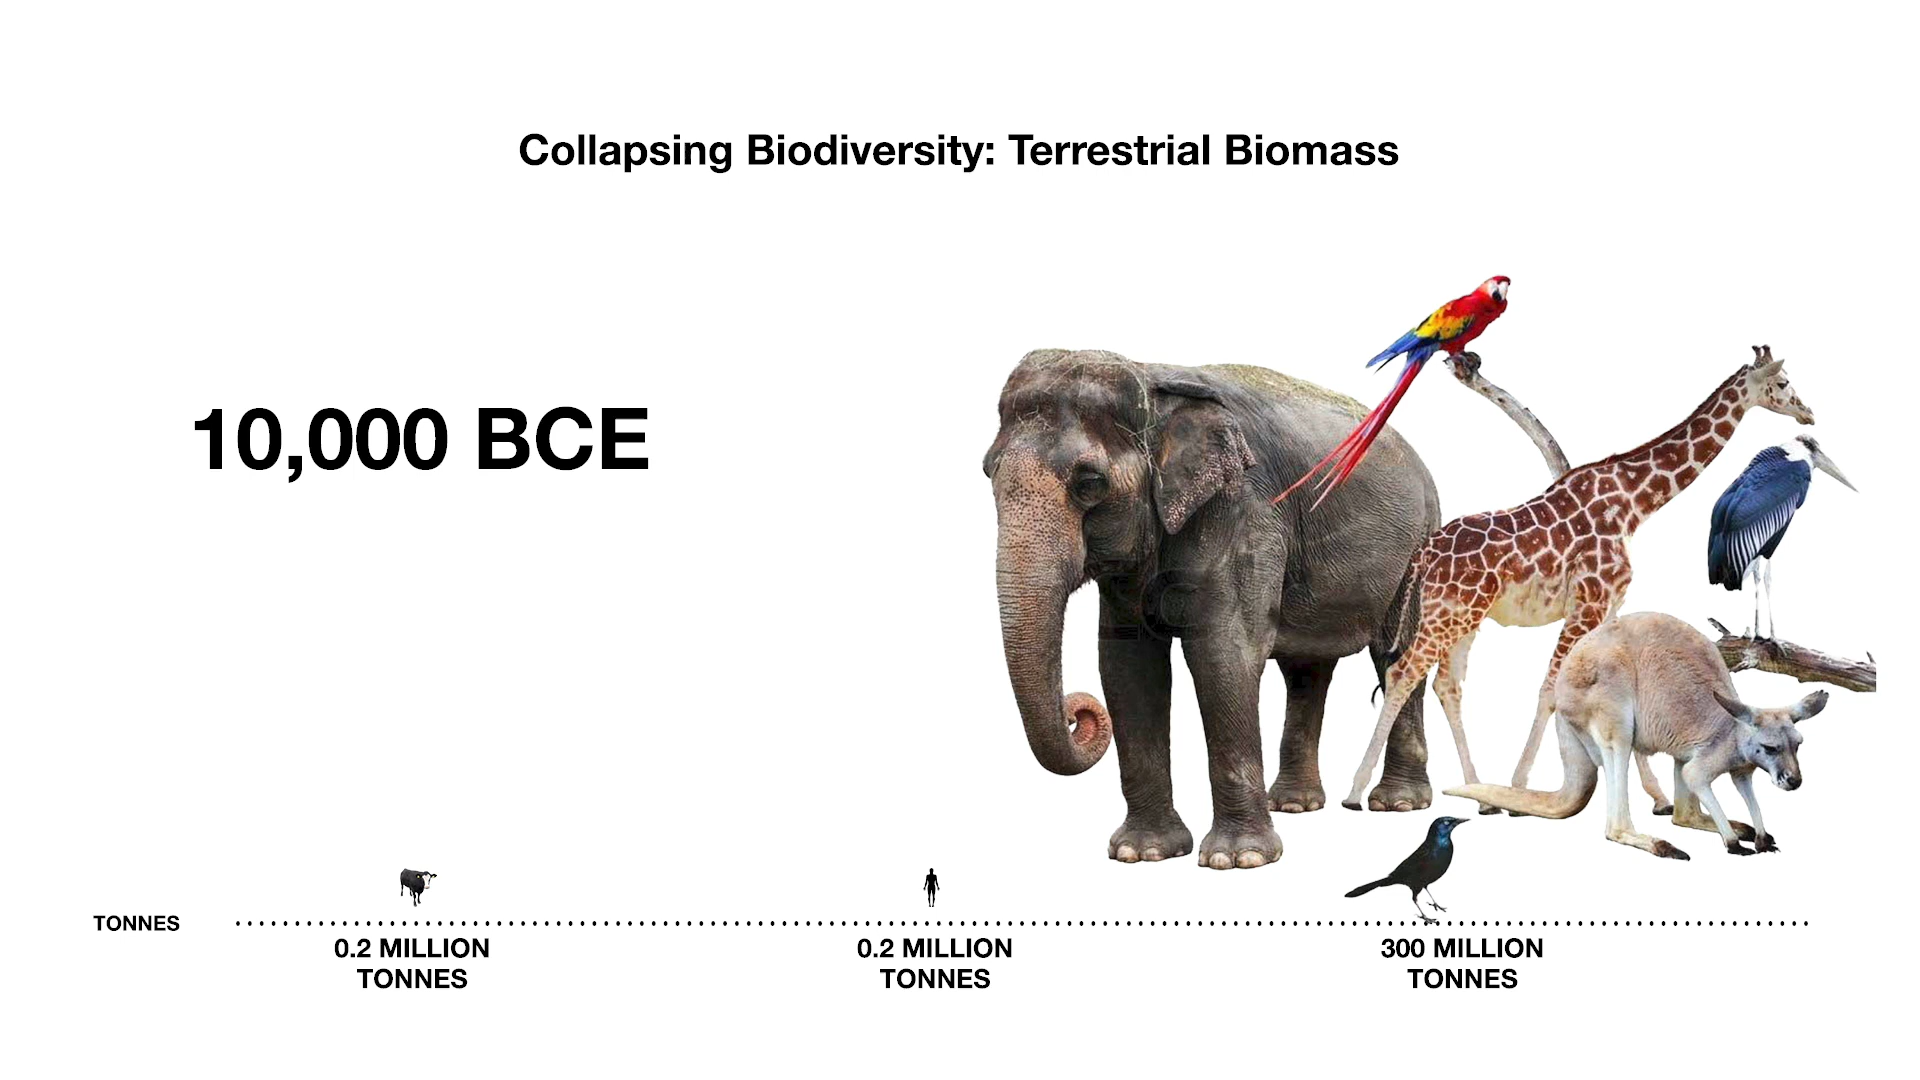 Collapsing Biodiversity: Terrestrial Biomass
10,000 BCE
TONNES
0.2 MILLION
TONNES
0.2 MILLION
TONNES
300 MILLION
TONNES